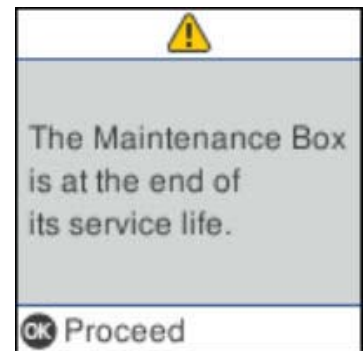 The Maintenance Box
is at the end of
its service life.
OK Proceed